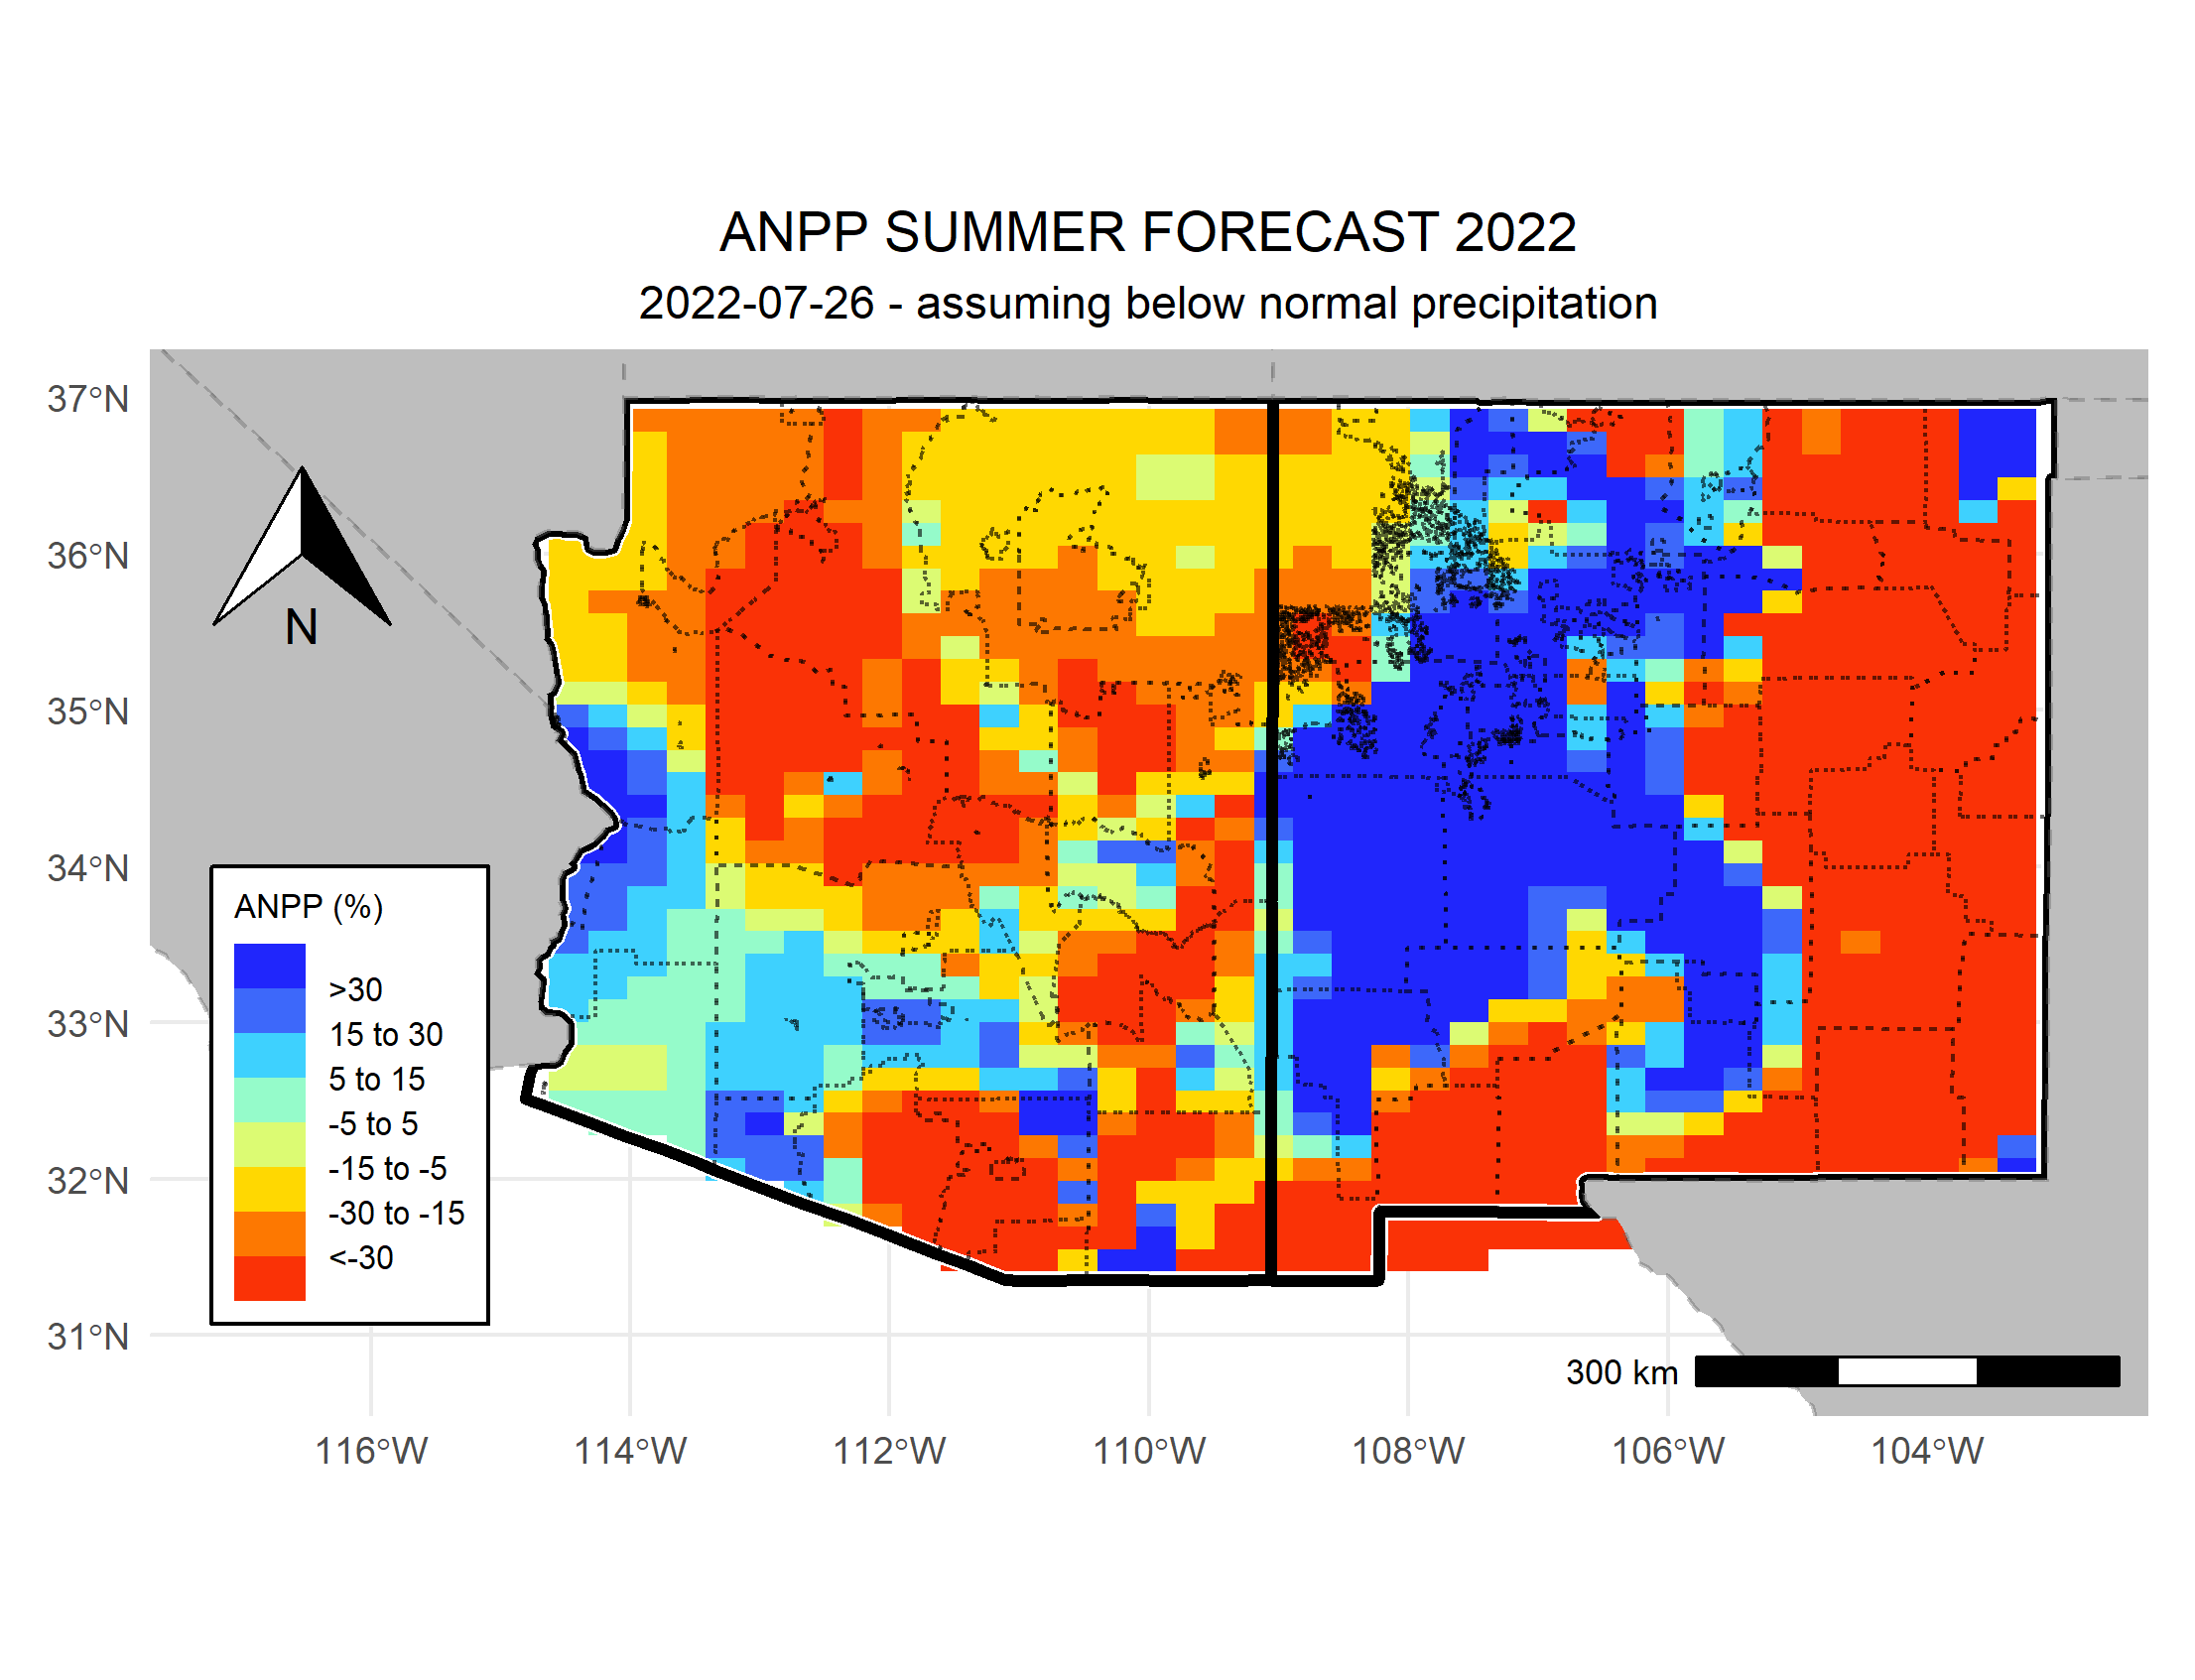 ANPP SUMMER FORECAST 2022
2022-07-26 - assuming below normal precipitation
37°N
36°N
35°N
34°N
33°N
32°N
31°N
N
ANPP (%)
>30
15 to 30
5 to 15
-5 to 5
-15 to -5
-30 to -15
<-30
300 km
116°W
114°W
112°W
110°W
108°W
106°W
104°W